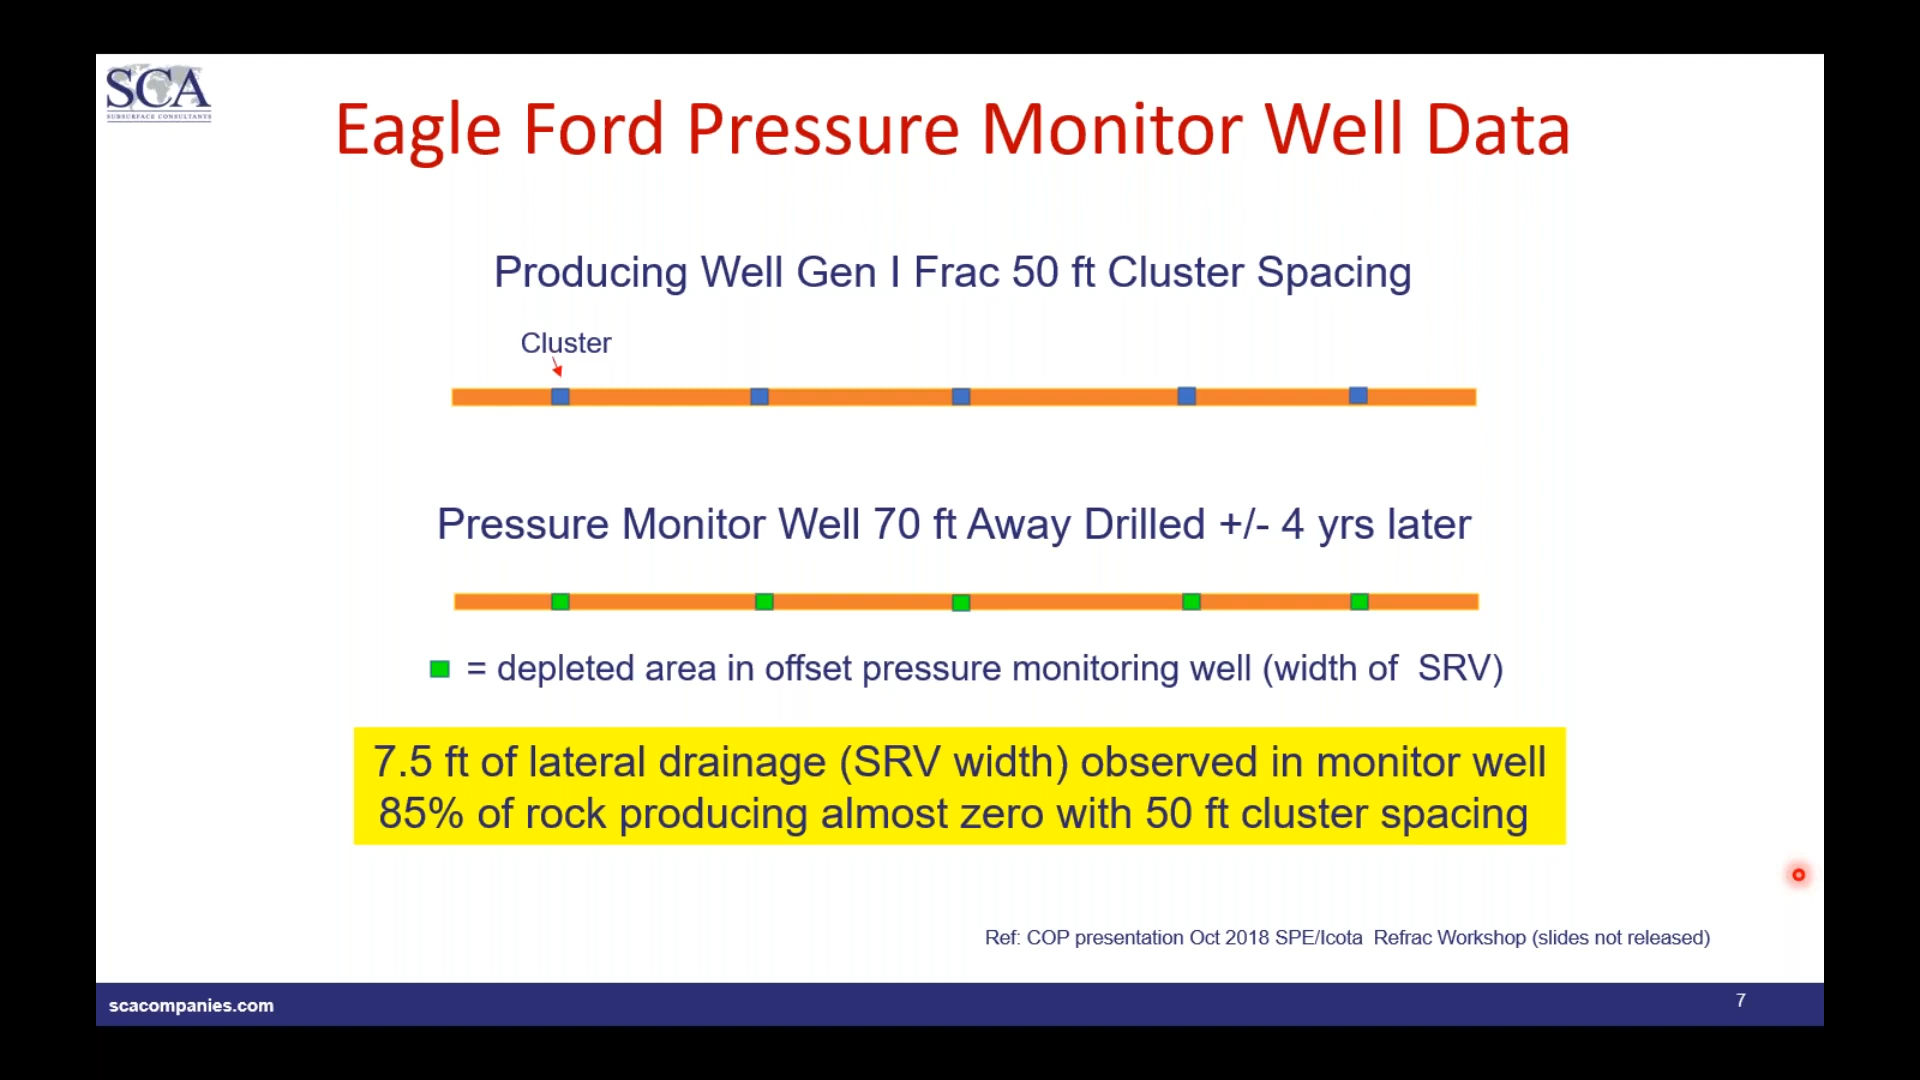 SCA
SUBSURFACE CONSULTANTS
Eagle Ford Pressure Monitor Well Data
Producing Well Gen I Frac 50 ft Cluster Spacing
Cluster
Pressure Monitor Well 70 ft Away Drilled +/- 4 yrs later
= depleted area in offset pressure monitoring well (width of SRV)
7.5 ft of lateral drainage (SRV width) observed in monitor well
85% of rock producing almost zero with 50 ft cluster spacing
Ref: COP presentation Oct 2018 SPE/Icota Refrac Workshop (slides not released)
scacompanies.com
7